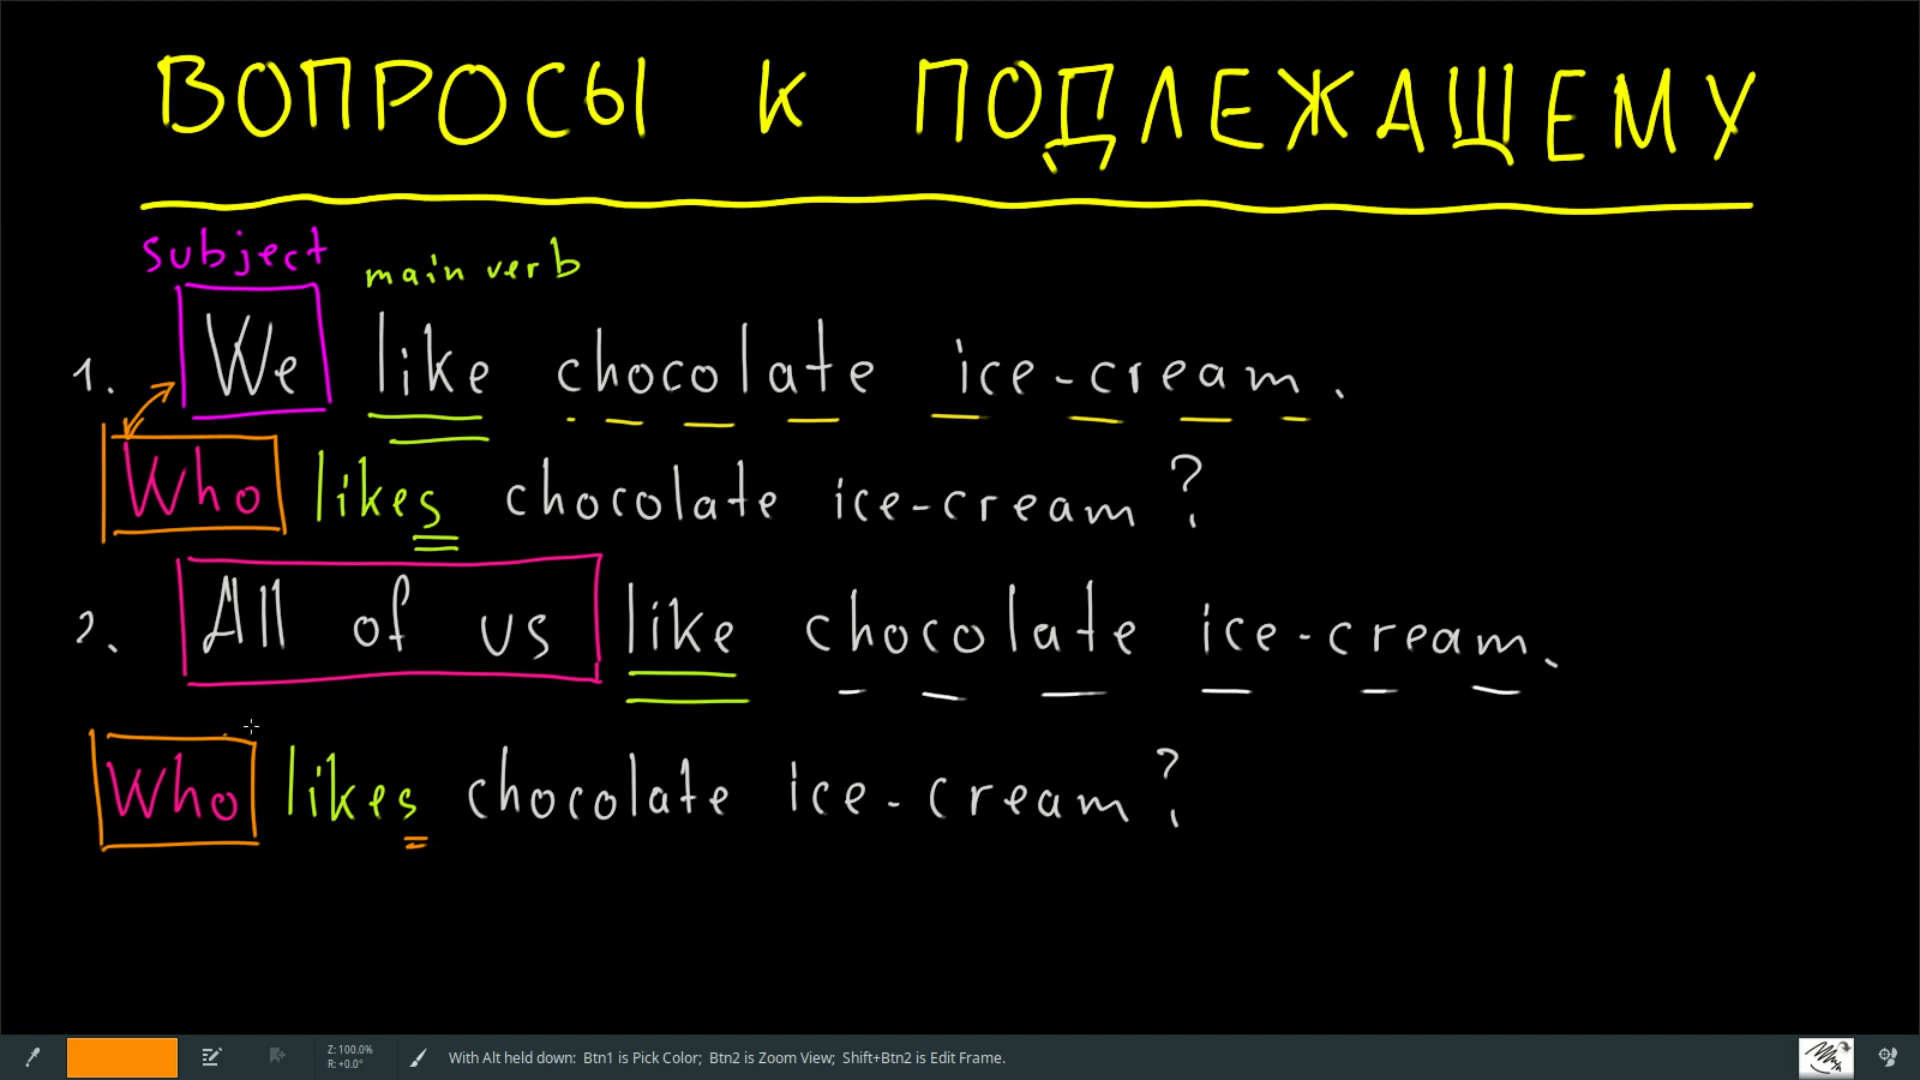 ВОПРОСЫ К ПОДЛЕЖАЩЕМУ
subject main verb
1. We like chocolate ice-cream.
Who likes chocolate ice-cream?
2. All of us like chocolate ice-cream.
Who likes chocolate ice-cream?
Z: 100.0%
R: +0.0°
With Alt held down: Btn1 is Pick Color; Btn2 is Zoom View; Shift+Btn2 is Edit Frame.